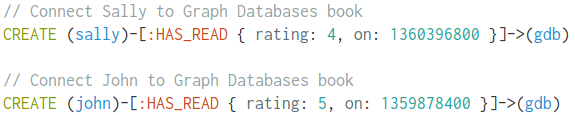 // Connect Sally to Graph Databases book
CREATE (sally)-[:HAS_READ { rating: 4, on: 1360396800 }]->(gdb)
// Connect John to Graph Databases book
CREATE (john)-[:HAS_READ { rating: 5, on: 1359878400 }]->(gdb)